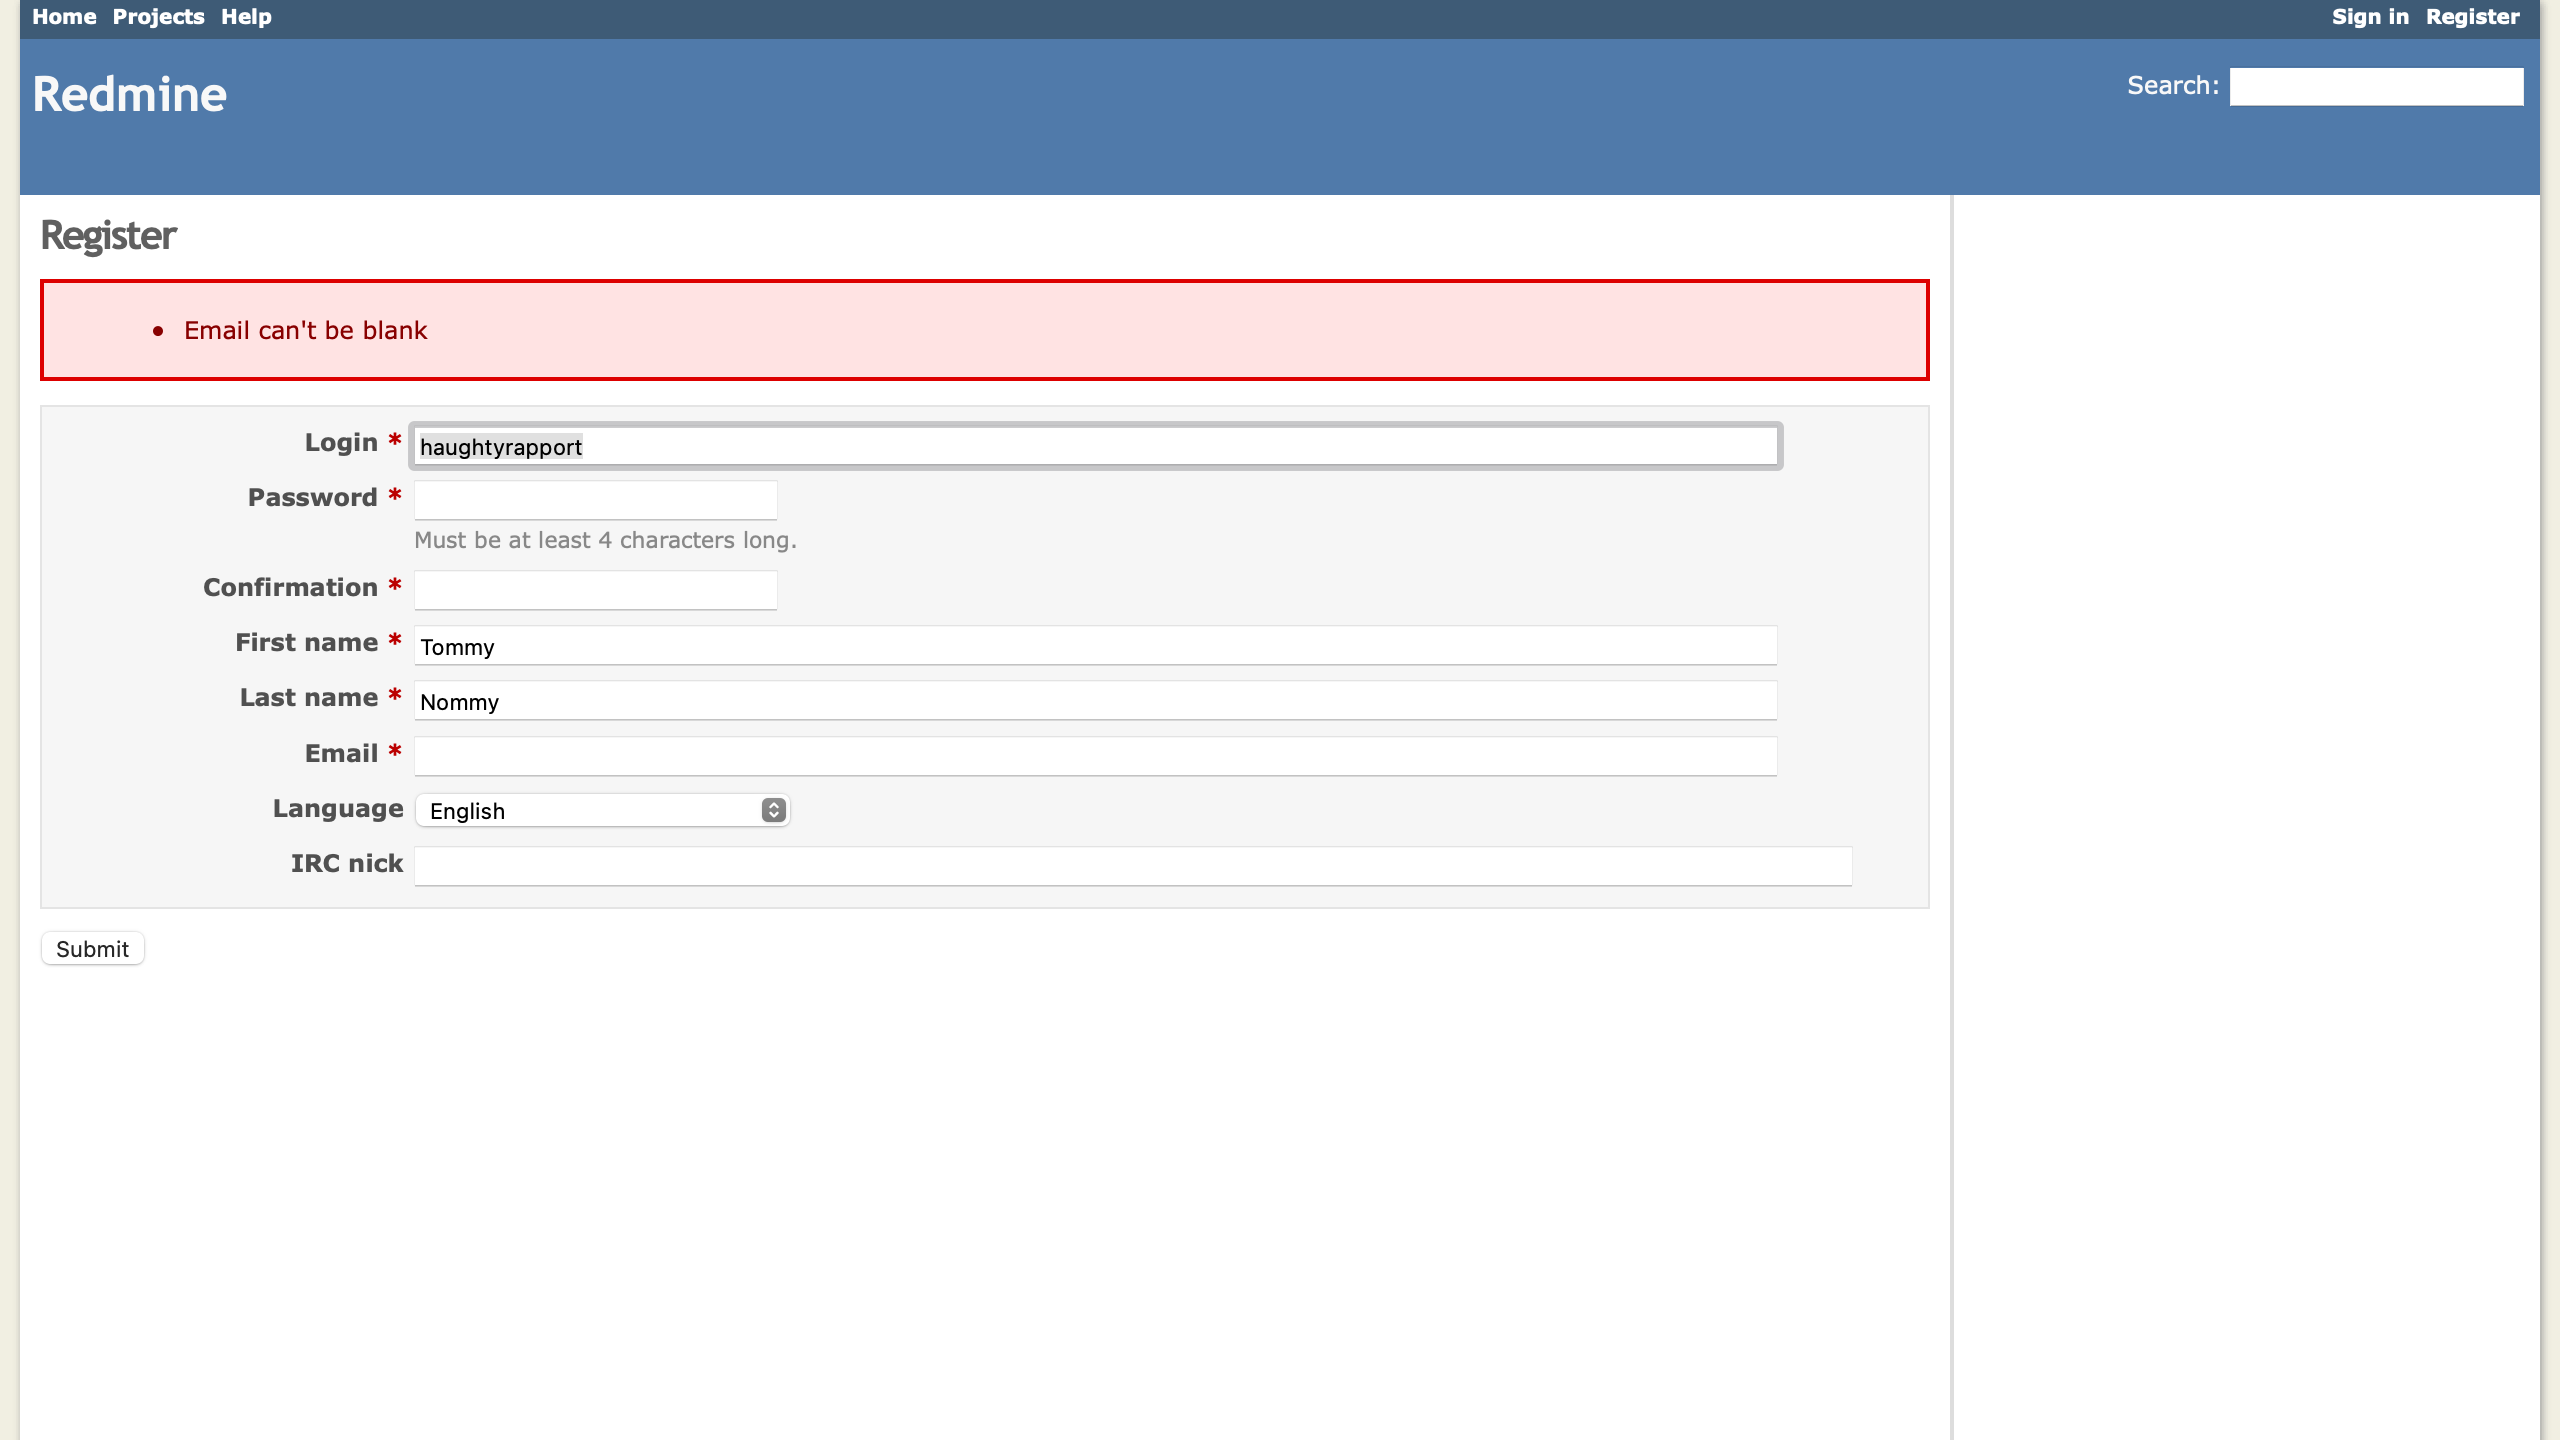 Home Projects Help
Sign in Register
Redmine
Search:
Register
• Email can't be blank
Login * haughtyrapport
Password *
Must be at least 4 characters long.
Confirmation *
First name * Tommy
Last name * Nommy
Email *
Language English
IRC nick
Submit